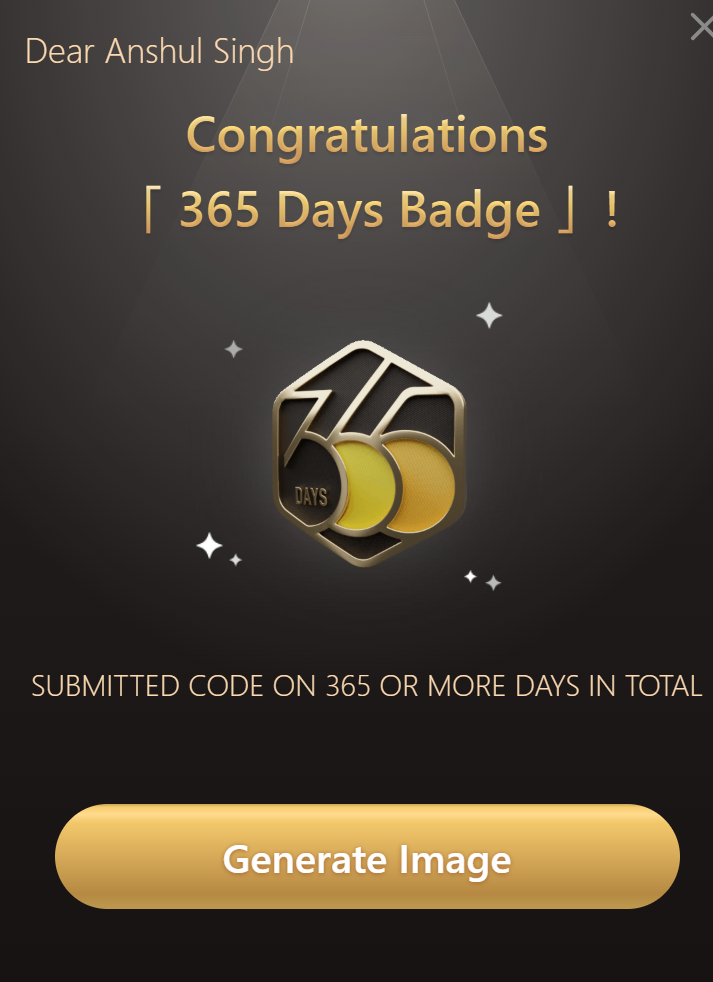 Dear Anshul Singh
Congratulations
「 365 Days Badge 」 !
365
DAYS
SUBMITTED CODE ON 365 OR MORE DAYS IN TOTAL
Generate Image